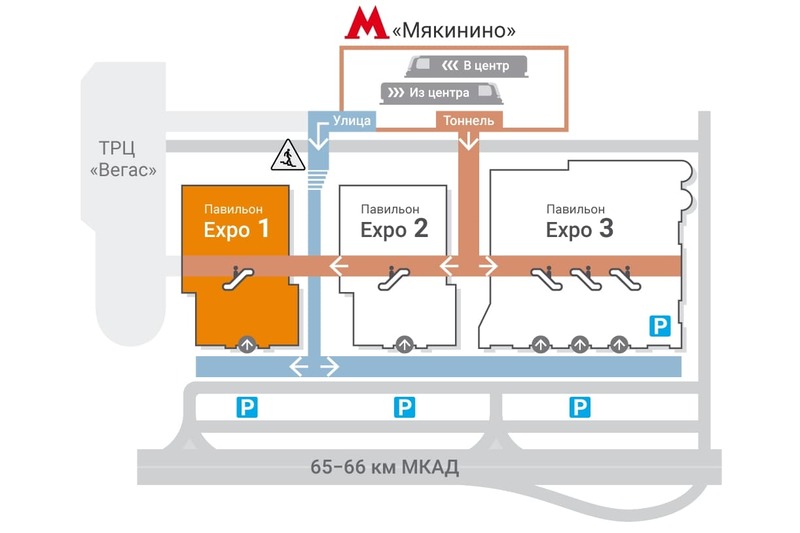 М «Мякинино»
««« В центр
»»» Из центра
Улица
Тоннель
ТРЦ
«Вегас»
Павильон
Expo 1
Павильон
Expo 2
Павильон
Expo 3
P
P
P
P
65–66 км МКАД